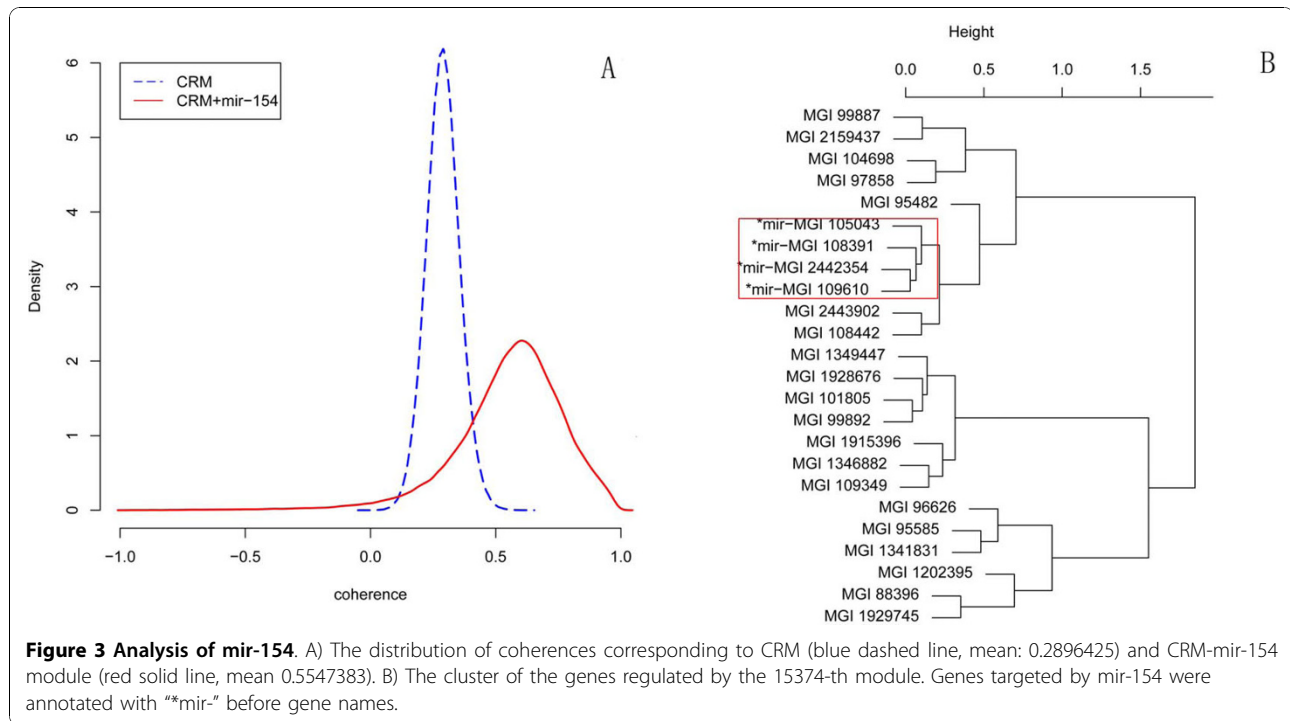 A
CRM
CRM+mir−154
Density
0
1
2
3
4
5
6
−1.0
−0.5
0.0
0.5
1.0
coherence
B
Height
0.0
0.5
1.0
1.5
MGI 99887
MGI 2159437
MGI 104698
MGI 97858
MGI 95482
*mir−MGI 105043
*mir−MGI 108391
*mir−MGI 2442354
*mir−MGI 109610
MGI 2443902
MGI 108442
MGI 1349447
MGI 1928676
MGI 101805
MGI 99892
MGI 1915396
MGI 1346882
MGI 109349
MGI 96626
MGI 95585
MGI 1341831
MGI 1202395
MGI 88396
MGI 1929745
Figure 3 Analysis of mir-154. A) The distribution of coherences corresponding to CRM (blue dashed line, mean: 0.2896425) and CRM-mir-154
module (red solid line, mean 0.5547383). B) The cluster of the genes regulated by the 15374-th module. Genes targeted by mir-154 were
annotated with “*mir-” before gene names.